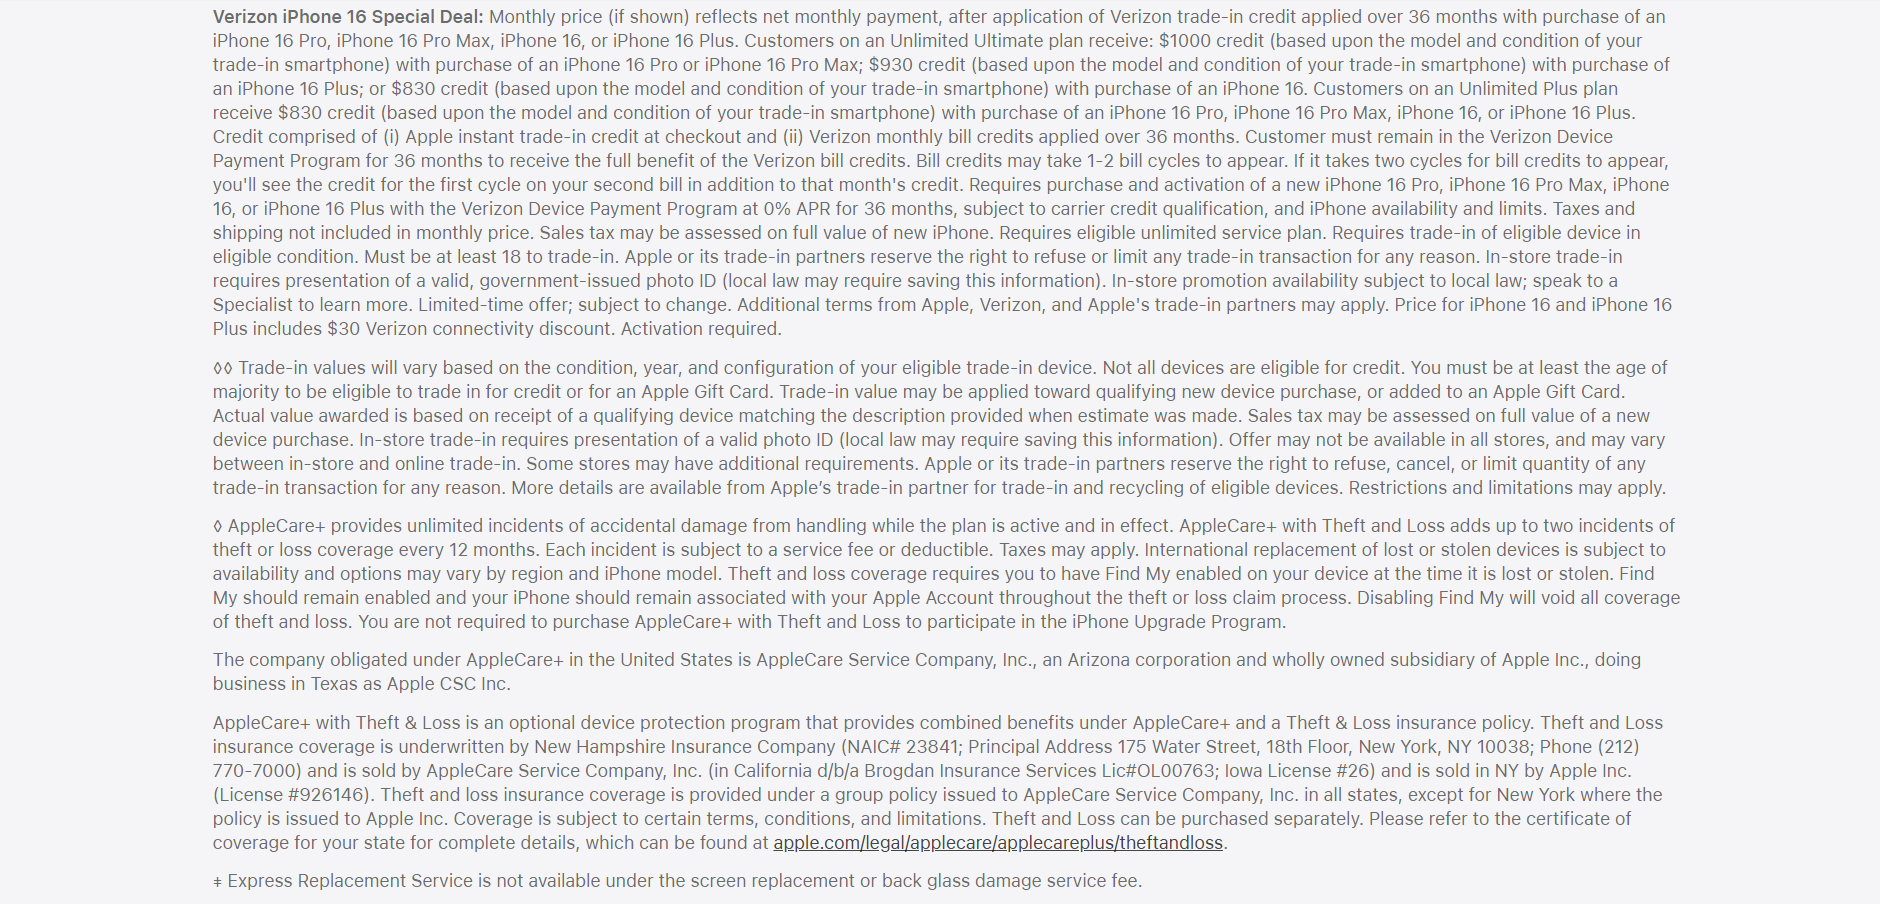 Verizon iPhone 16 Special Deal: Monthly price (if shown) reflects net monthly payment, after application of Verizon trade-in credit applied over 36 months with purchase of an
iPhone 16 Pro, iPhone 16 Pro Max, iPhone 16, or iPhone 16 Plus. Customers on an Unlimited Ultimate plan receive: $1000 credit (based upon the model and condition of your
trade-in smartphone) with purchase of an iPhone 16 Pro or iPhone 16 Pro Max; $930 credit (based upon the model and condition of your trade-in smartphone) with purchase of
an iPhone 16 Plus; or $830 credit (based upon the model and condition of your trade-in smartphone) with purchase of an iPhone 16. Customers on an Unlimited Plus plan
receive $830 credit (based upon the model and condition of your trade-in smartphone) with purchase of an iPhone 16 Pro, iPhone 16 Pro Max, iPhone 16, or iPhone 16 Plus.
Credit comprised of (i) Apple instant trade-in credit at checkout and (ii) Verizon monthly bill credits applied over 36 months. Customer must remain in the Verizon Device
Payment Program for 36 months to receive the full benefit of the Verizon bill credits. Bill credits may take 1-2 bill cycles to appear. If it takes two cycles for bill credits to appear,
you'll see the credit for the first cycle on your second bill in addition to that month's credit. Requires purchase and activation of a new iPhone 16 Pro, iPhone 16 Pro Max, iPhone
16, or iPhone 16 Plus with the Verizon Device Payment Program at 0% APR for 36 months, subject to carrier credit qualification, and iPhone availability and limits. Taxes and
shipping not included in monthly price. Sales tax may be assessed on full value of new iPhone. Requires eligible unlimited service plan. Requires trade-in of eligible device in
eligible condition. Must be at least 18 to trade-in. Apple or its trade-in partners reserve the right to refuse or limit any trade-in transaction for any reason. In-store trade-in
requires presentation of a valid, government-issued photo ID (local law may require saving this information). In-store promotion availability subject to local law; speak to a
Specialist to learn more. Limited-time offer; subject to change. Additional terms from Apple, Verizon, and Apple's trade-in partners may apply. Price for iPhone 16 and iPhone 16
Plus includes $30 Verizon connectivity discount. Activation required.
◊◊ Trade-in values will vary based on the condition, year, and configuration of your eligible trade-in device. Not all devices are eligible for credit. You must be at least the age of
majority to be eligible to trade in for credit or for an Apple Gift Card. Trade-in value may be applied toward qualifying new device purchase, or added to an Apple Gift Card.
Actual value awarded is based on receipt of a qualifying device matching the description provided when estimate was made. Sales tax may be assessed on full value of a new
device purchase. In-store trade-in requires presentation of a valid photo ID (local law may require saving this information). Offer may not be available in all stores, and may vary
between in-store and online trade-in. Some stores may have additional requirements. Apple or its trade-in partners reserve the right to refuse, cancel, or limit quantity of any
trade-in transaction for any reason. More details are available from Apple’s trade-in partner for trade-in and recycling of eligible devices. Restrictions and limitations may apply.
◊ AppleCare+ provides unlimited incidents of accidental damage from handling while the plan is active and in effect. AppleCare+ with Theft and Loss adds up to two incidents of
theft or loss coverage every 12 months. Each incident is subject to a service fee or deductible. Taxes may apply. International replacement of lost or stolen devices is subject to
availability and options may vary by region and iPhone model. Theft and loss coverage requires you to have Find My enabled on your device at the time it is lost or stolen. Find
My should remain enabled and your iPhone should remain associated with your Apple Account throughout the theft or loss claim process. Disabling Find My will void all coverage
of theft and loss. You are not required to purchase AppleCare+ with Theft and Loss to participate in the iPhone Upgrade Program.
The company obligated under AppleCare+ in the United States is AppleCare Service Company, Inc., an Arizona corporation and wholly owned subsidiary of Apple Inc., doing
business in Texas as Apple CSC Inc.
AppleCare+ with Theft & Loss is an optional device protection program that provides combined benefits under AppleCare+ and a Theft & Loss insurance policy. Theft and Loss
insurance coverage is underwritten by New Hampshire Insurance Company (NAIC# 23841; Principal Address 175 Water Street, 18th Floor, New York, NY 10038; Phone (212)
770-7000) and is sold by AppleCare Service Company, Inc. (in California d/b/a Brogdan Insurance Services Lic#OL00763; Iowa License #26) and is sold in NY by Apple Inc.
(License #926146). Theft and loss insurance coverage is provided under a group policy issued to AppleCare Service Company, Inc. in all states, except for New York where the
policy is issued to Apple Inc. Coverage is subject to certain terms, conditions, and limitations. Theft and Loss can be purchased separately. Please refer to the certificate of
coverage for your state for complete details, which can be found at apple.com/legal/applecare/applecareplus/theftandloss.
‡ Express Replacement Service is not available under the screen replacement or back glass damage service fee.